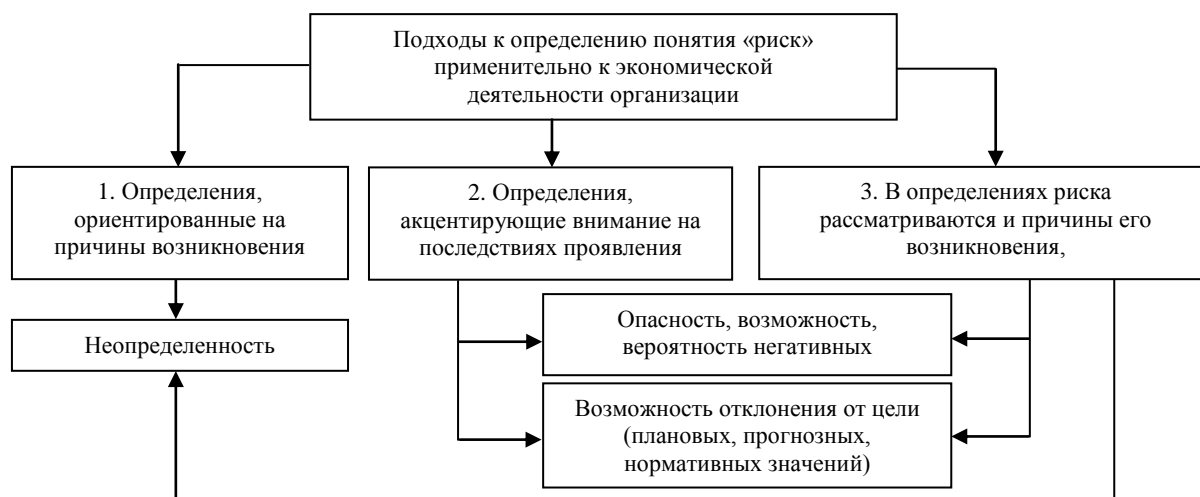 Подходы к определению понятия «риск»
применительно к экономической
деятельности организации
1. Определения,
ориентированные на
причины возникновения
2. Определения,
акцентирующие внимание на
последствиях проявления
3. В определениях риска
рассматриваются и причины его
возникновения,
Неопределенность
Опасность, возможность,
вероятность негативных
Возможность отклонения от цели
(плановых, прогнозных,
нормативных значений)